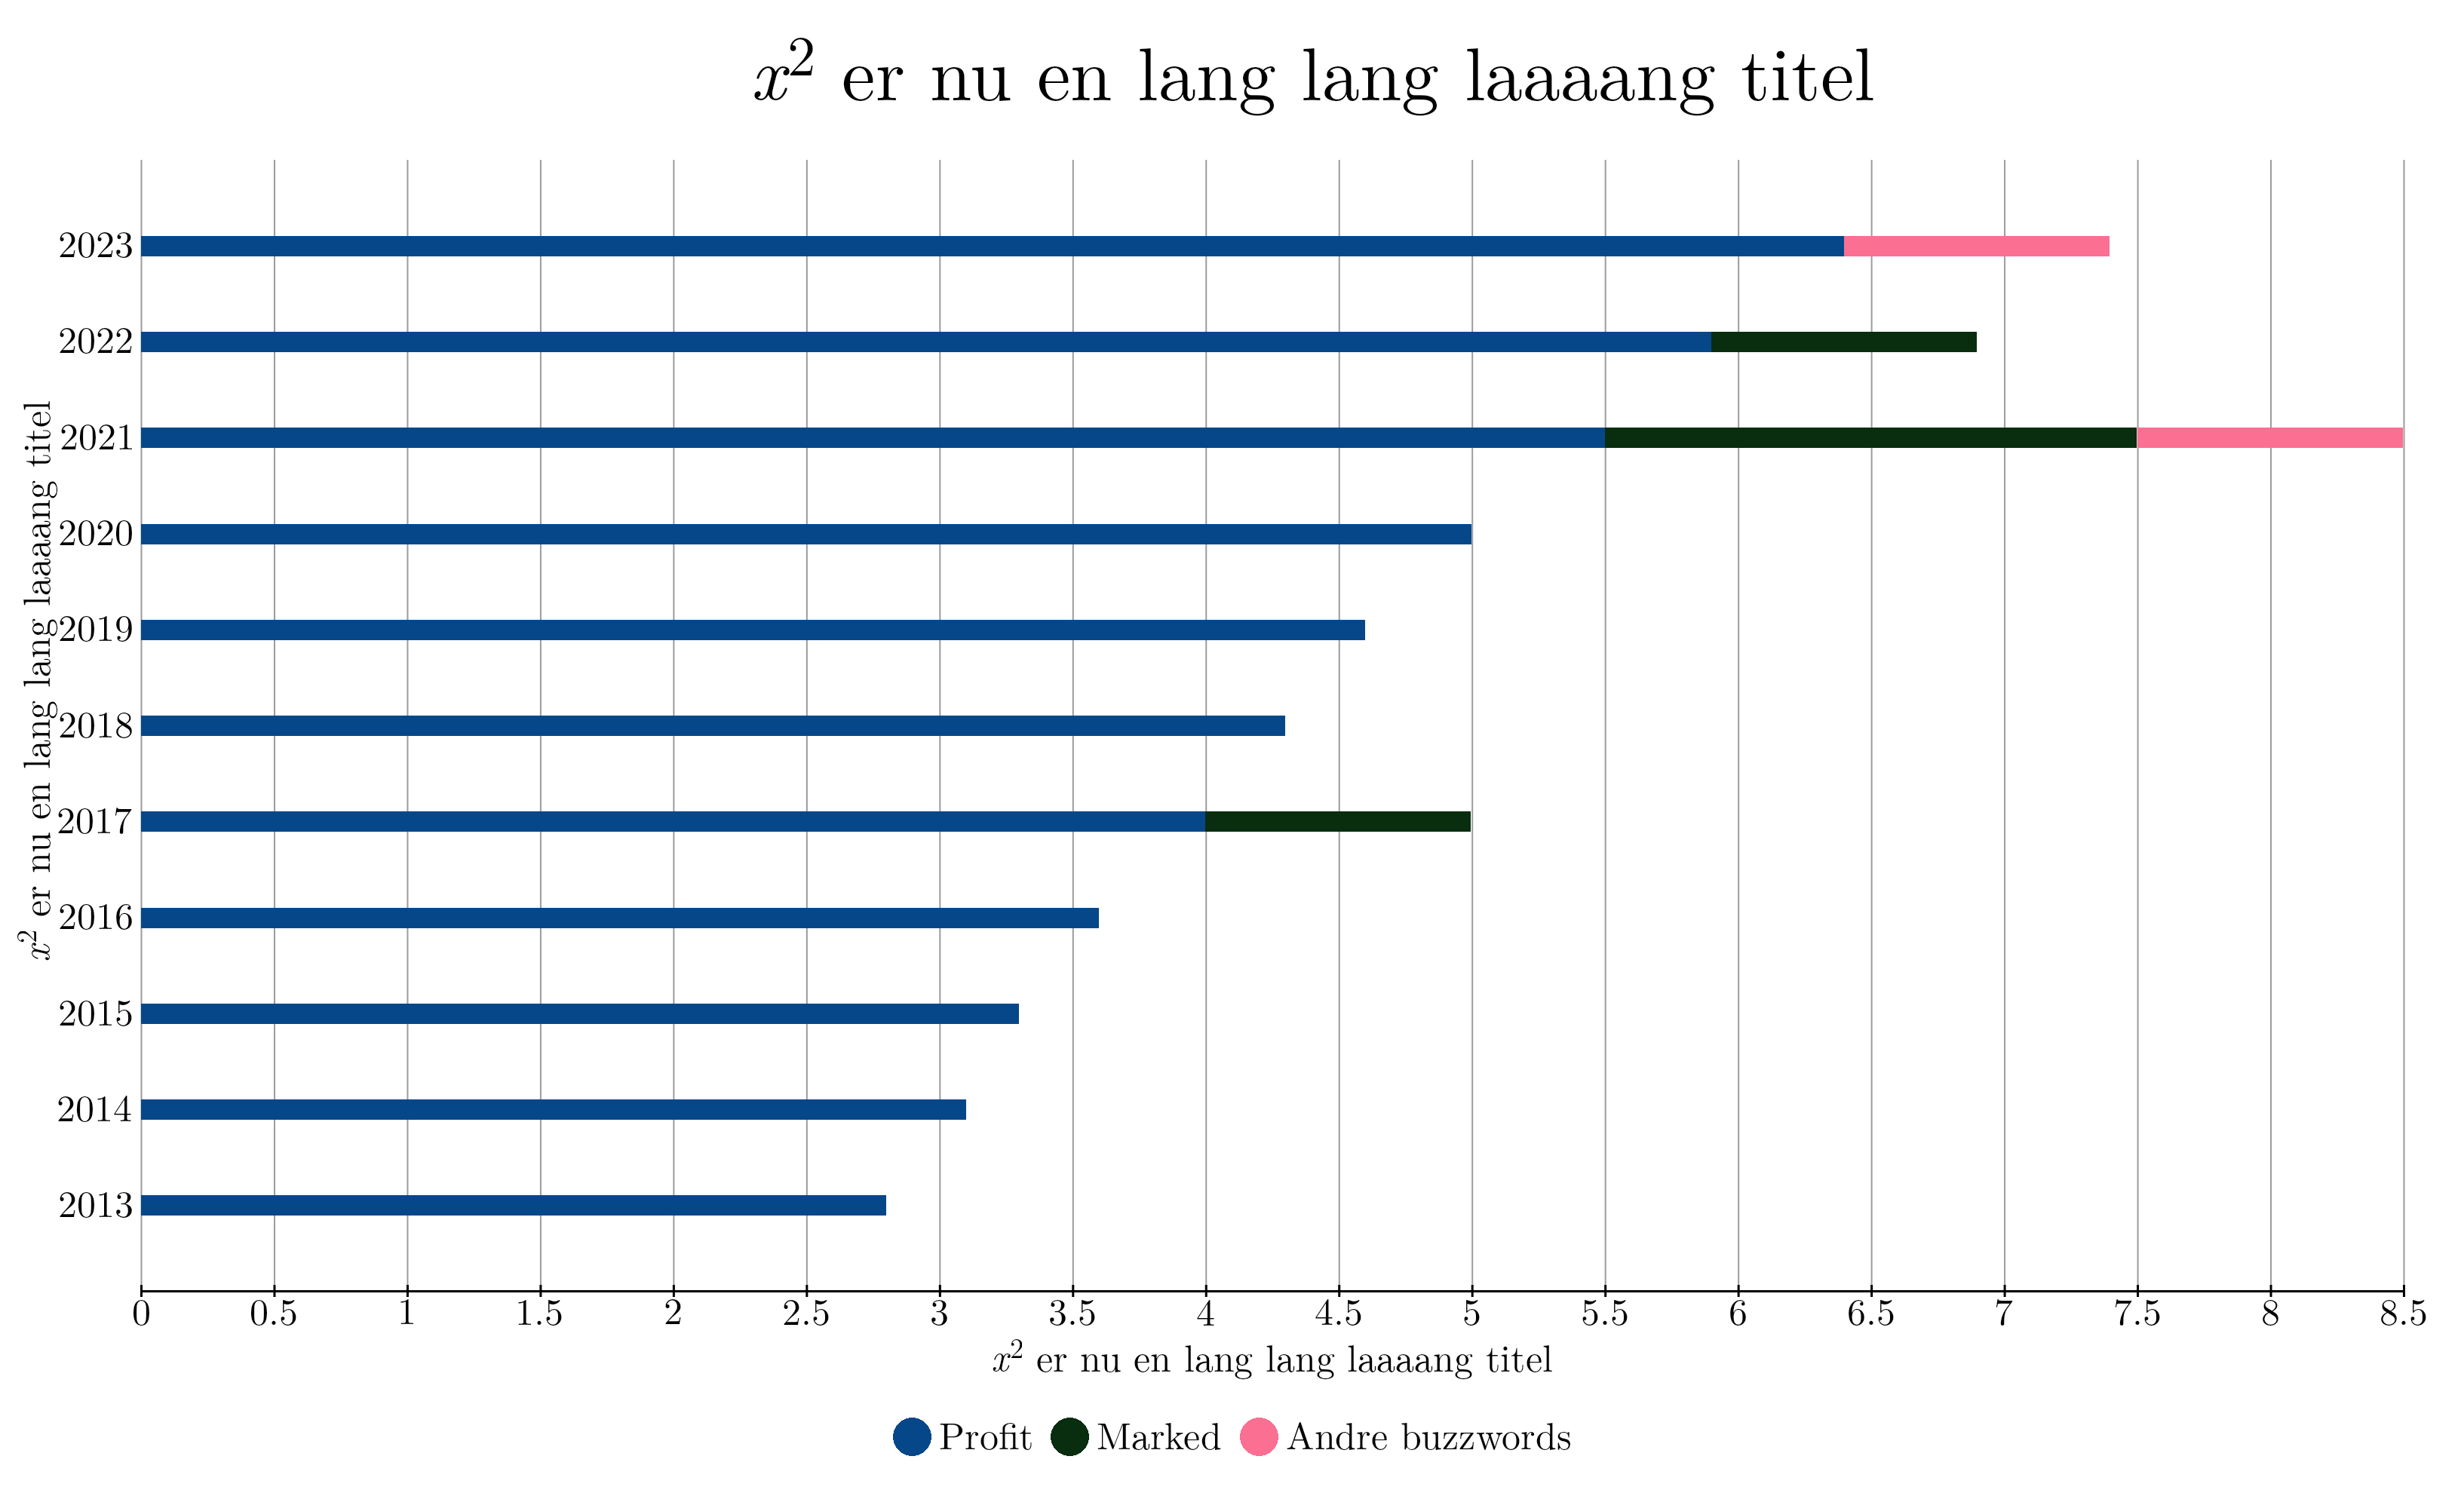 x² er nu en lang lang laaaang titel
x² er nu en lang lang laaaang titel
2023
2022
2021
2020
2019
2018
2017
2016
2015
2014
2013
0 0.5 1 1.5 2 2.5 3 3.5 4 4.5 5 5.5 6 6.5 7 7.5 8 8.5
x² er nu en lang lang laaaang titel
Profit Marked Andre buzzwords